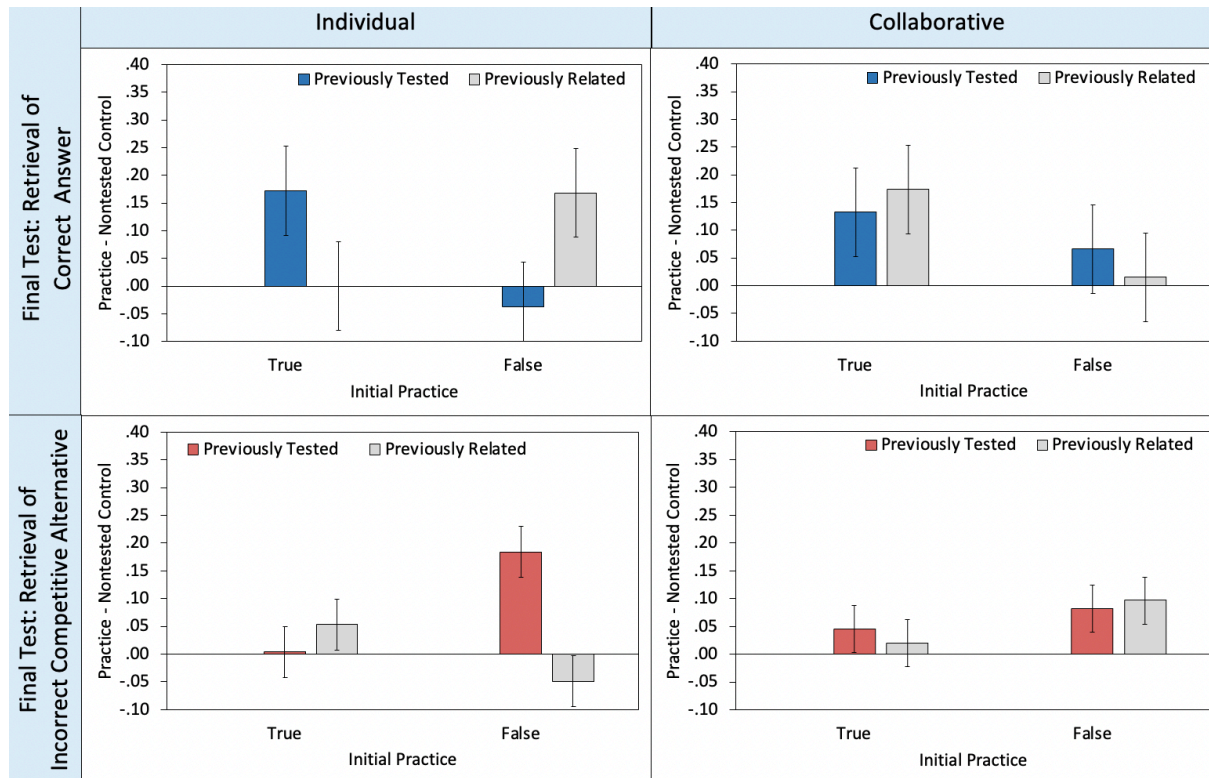 Individual
Collaborative
Final Test: Retrieval of
Correct Answer
Practice - Nontested Control
.40
.35
.30
.25
.20
.15
.10
.05
.00
-.05
-.10
Previously Tested
Previously Related
True
False
Initial Practice
Practice - Nontested Control
.40
.35
.30
.25
.20
.15
.10
.05
.00
-.05
-.10
Previously Tested
Previously Related
True
False
Initial Practice
Final Test: Retrieval of
Incorrect Competitive Alternative
Practice - Nontested Control
.40
.35
.30
.25
.20
.15
.10
.05
.00
-.05
-.10
Previously Tested
Previously Related
True
False
Initial Practice
Practice - Nontested Control
.40
.35
.30
.25
.20
.15
.10
.05
.00
-.05
-.10
Previously Tested
Previously Related
True
False
Initial Practice